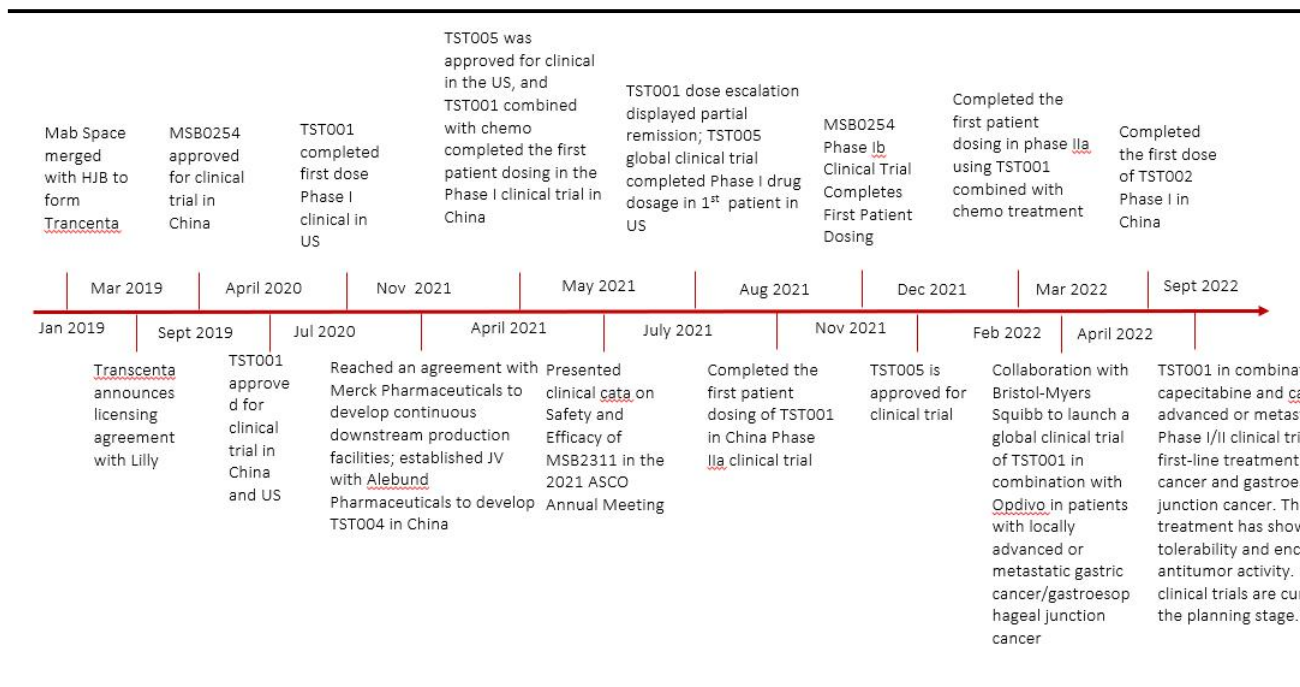 Mab Space
merged
with HJB to
form
Trancenta
MSB0254
approved
for clinical
trial in
China
TST001
completed
first dose
Phase I
clinical in
US
TST005 was
approved for clinical
in the US, and
TST001 combined
with chemo
completed the first
patient dosing in the
Phase I clinical trial in
China
TST001 dose escalation
displayed partial
remission; TST005
global clinical trial
completed Phase I drug
dosage in 1st patient in
US
MSB0254
Phase Ib
Clinical Trial
Completes
First Patient
Dosing
Completed the
first patient
dosing in phase IIa
using TST001
combined with
chemo treatment
Completed
the first dose
of TST002
Phase I in
China
Mar 2019
April 2020
Nov 2021
May 2021
Aug 2021
Dec 2021
Mar 2022
Sept 2022
Jan 2019
Sept 2019
Jul 2020
April 2021
July 2021
Nov 2021
Feb 2022
April 2022
Transcenta
announces
licensing
agreement
with Lilly
TST001
approve
d for
clinical
trial in
China
and US
Reached an agreement with
Merck Pharmaceuticals to
develop continuous
downstream production
facilities; established JV
with Alebund
Pharmaceuticals to develop
TST004 in China
Presented
clinical cata on
Safety and
Efficacy of
MSB2311 in the
2021 ASCO
Annual Meeting
Completed the
first patient
dosing of TST001
in China Phase
IIa clinical trial
TST005 is
approved for
clinical trial
Collaboration with
Bristol-Myers
Squibb to launch a
global clinical trial
of TST001 in
combination with
Opdivo in patients
with locally
advanced or
metastatic gastric
cancer/gastroesop
hageal junction
cancer
TST001 in combina
capecitabine and
advanced or metas
Phase I/II clinical
first-line treatment
cancer and
junction cancer.
treatment has
tolerability and
antitumor activity.
clinical trials are
the planning stage.